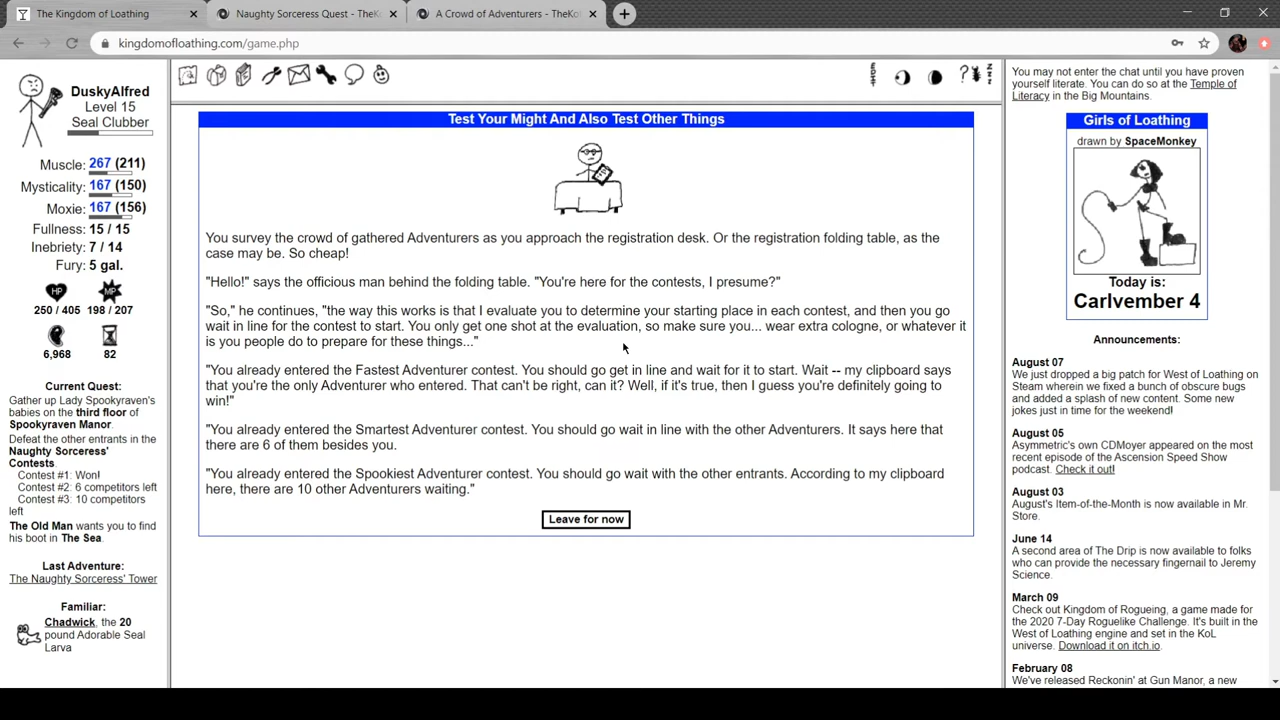 The Kingdom of Loathing
Naughty Sorceress Quest - TheK
A Crowd of Adventurers - TheKo
kingdomofloathing.com/game.php
DuskyAlfred
Level 15
Seal Clubber
Muscle: 267 (211)
Mysticality: 167 (150)
Moxie: 167 (156)
Fullness: 15 / 15
Inebriety: 7 / 14
Fury: 5 gal.
HP
MP
250 / 405
198 / 207
6,968
82
Current Quest:
Gather up Lady Spookyraven's
babies on the third floor of
Spookyraven Manor.
Defeat the other entrants in the
Naughty Sorceress'
Contests
Contest #1: Won!
Contest #2: 6 competitors left
Contest #3: 10 competitors
left
The Old Man wants you to find
his boot in The Sea.
Last Adventure:
The Naughty Sorceress' Tower
Familiar:
Chadwick, the 20
pound Adorable Seal
Larva
Test Your Might And Also Test Other Things
You survey the crowd of gathered Adventurers as you approach the registration desk. Or the registration folding table, as the
case may be. So cheap!
"Hello!" says the officious man behind the folding table. "You're here for the contests, I presume?"
"So," he continues, "the way this works is that I evaluate you to determine your starting place in each contest, and then you go
wait in line for the contest to start. You only get one shot at the evaluation, so make sure you... wear extra cologne, or whatever it
is you people do to prepare for these things..."
"You already entered the Fastest Adventurer contest. You should go get in line and wait for it to start. Wait -- my clipboard says
that you're the only Adventurer who entered. That can't be right, can it? Well, if it's true, then I guess you're definitely going to
win!"
"You already entered the Smartest Adventurer contest. You should go wait in line with the other Adventurers. It says here that
there are 6 of them besides you.
"You already entered the Spookiest Adventurer contest. You should go wait with the other entrants. According to my clipboard
here, there are 10 other Adventurers waiting."
Leave for now
You may not enter the chat until you have proven
yourself literate. You can do so at the Temple of
Literacy in the Big Mountains.
Girls of Loathing
drawn by SpaceMonkey
Today is:
Carlvember 4
Announcements:
August 07
We just dropped a big patch for West of Loathing on
Steam wherein we fixed a bunch of obscure bugs
and added a splash of new content. Some new
jokes just in time for the weekend!
August 05
Asymmetric's own CDMoyer appeared on the most
recent episode of the Ascension Speed Show
podcast. Check it out!
August 03
August's Item-of-the-Month is now available in Mr.
Store.
June 14
A second area of The Drip is now available to folks
who can provide the necessary fingernail to Jeremy
Science.
March 09
Check out Kingdom of Rogueing, a game made for
the 2020 7-Day Roguelike Challenge. It's built in the
West of Loathing engine and set in the KoL
universe. Download it on itch.io.
February 08
We've released Reckonin' at Gun Manor, a new